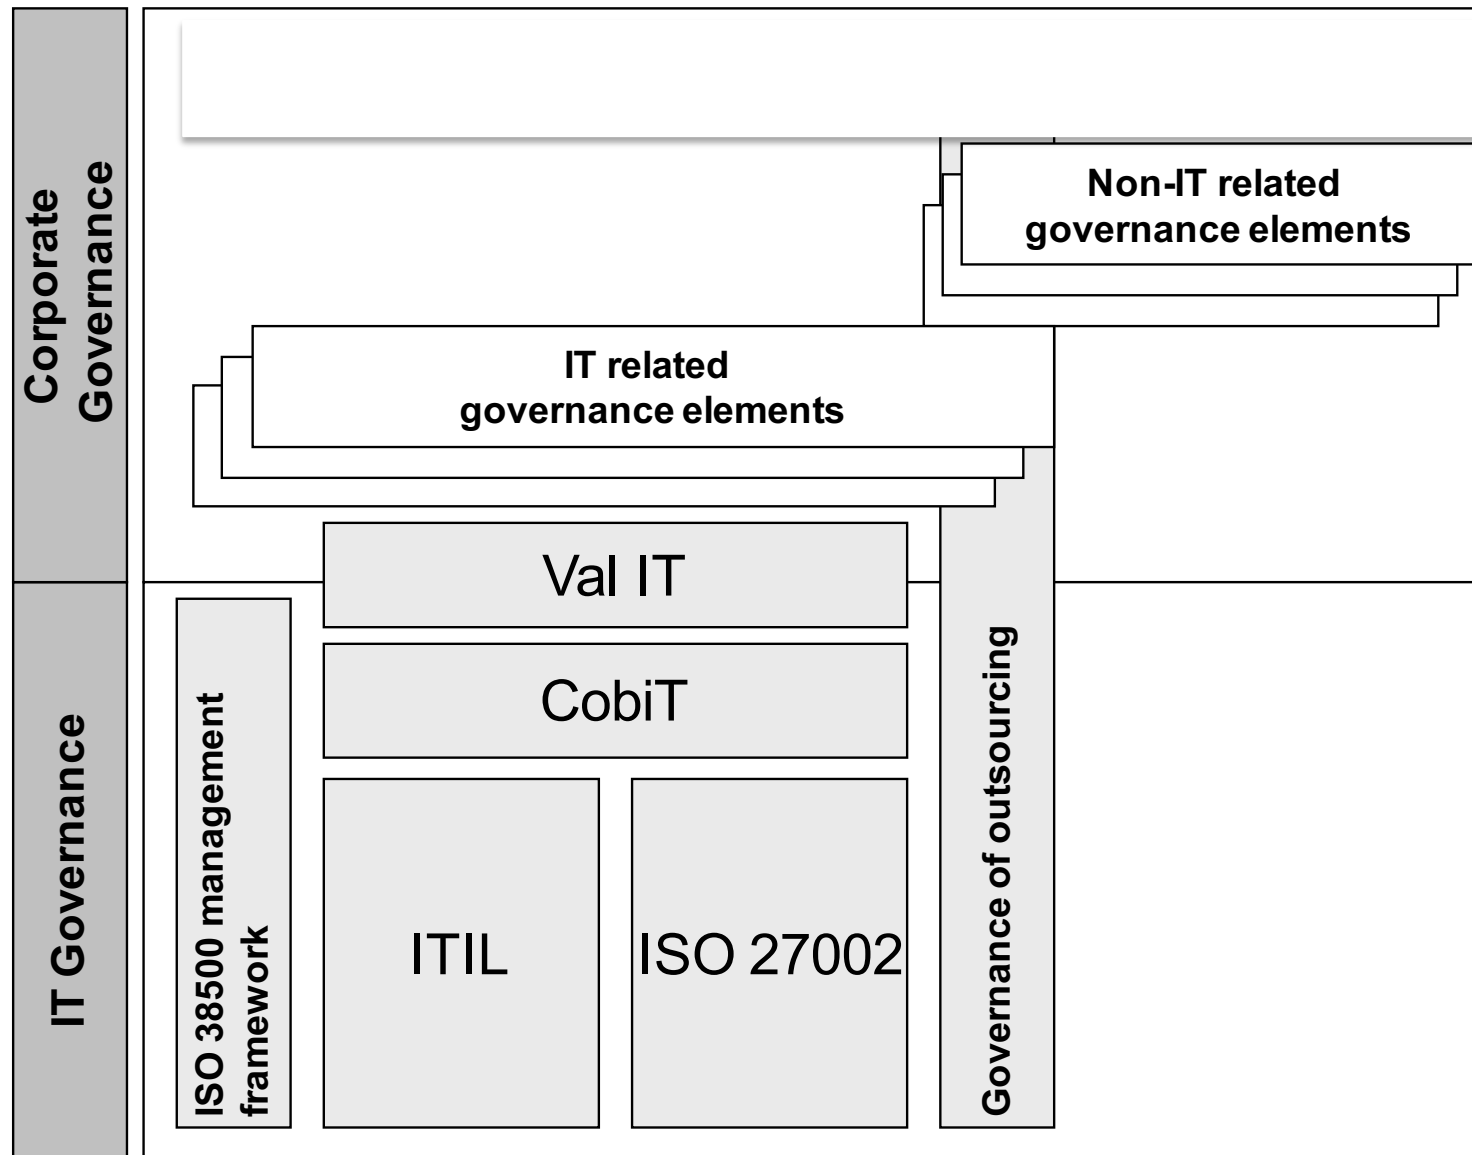 Corporate
Governance
Non-IT related
governance elements
IT related
governance elements
Val IT
CobiT
IT Governance
ISO 38500 management
framework
ITIL
ISO 27002
Governance of outsourcing